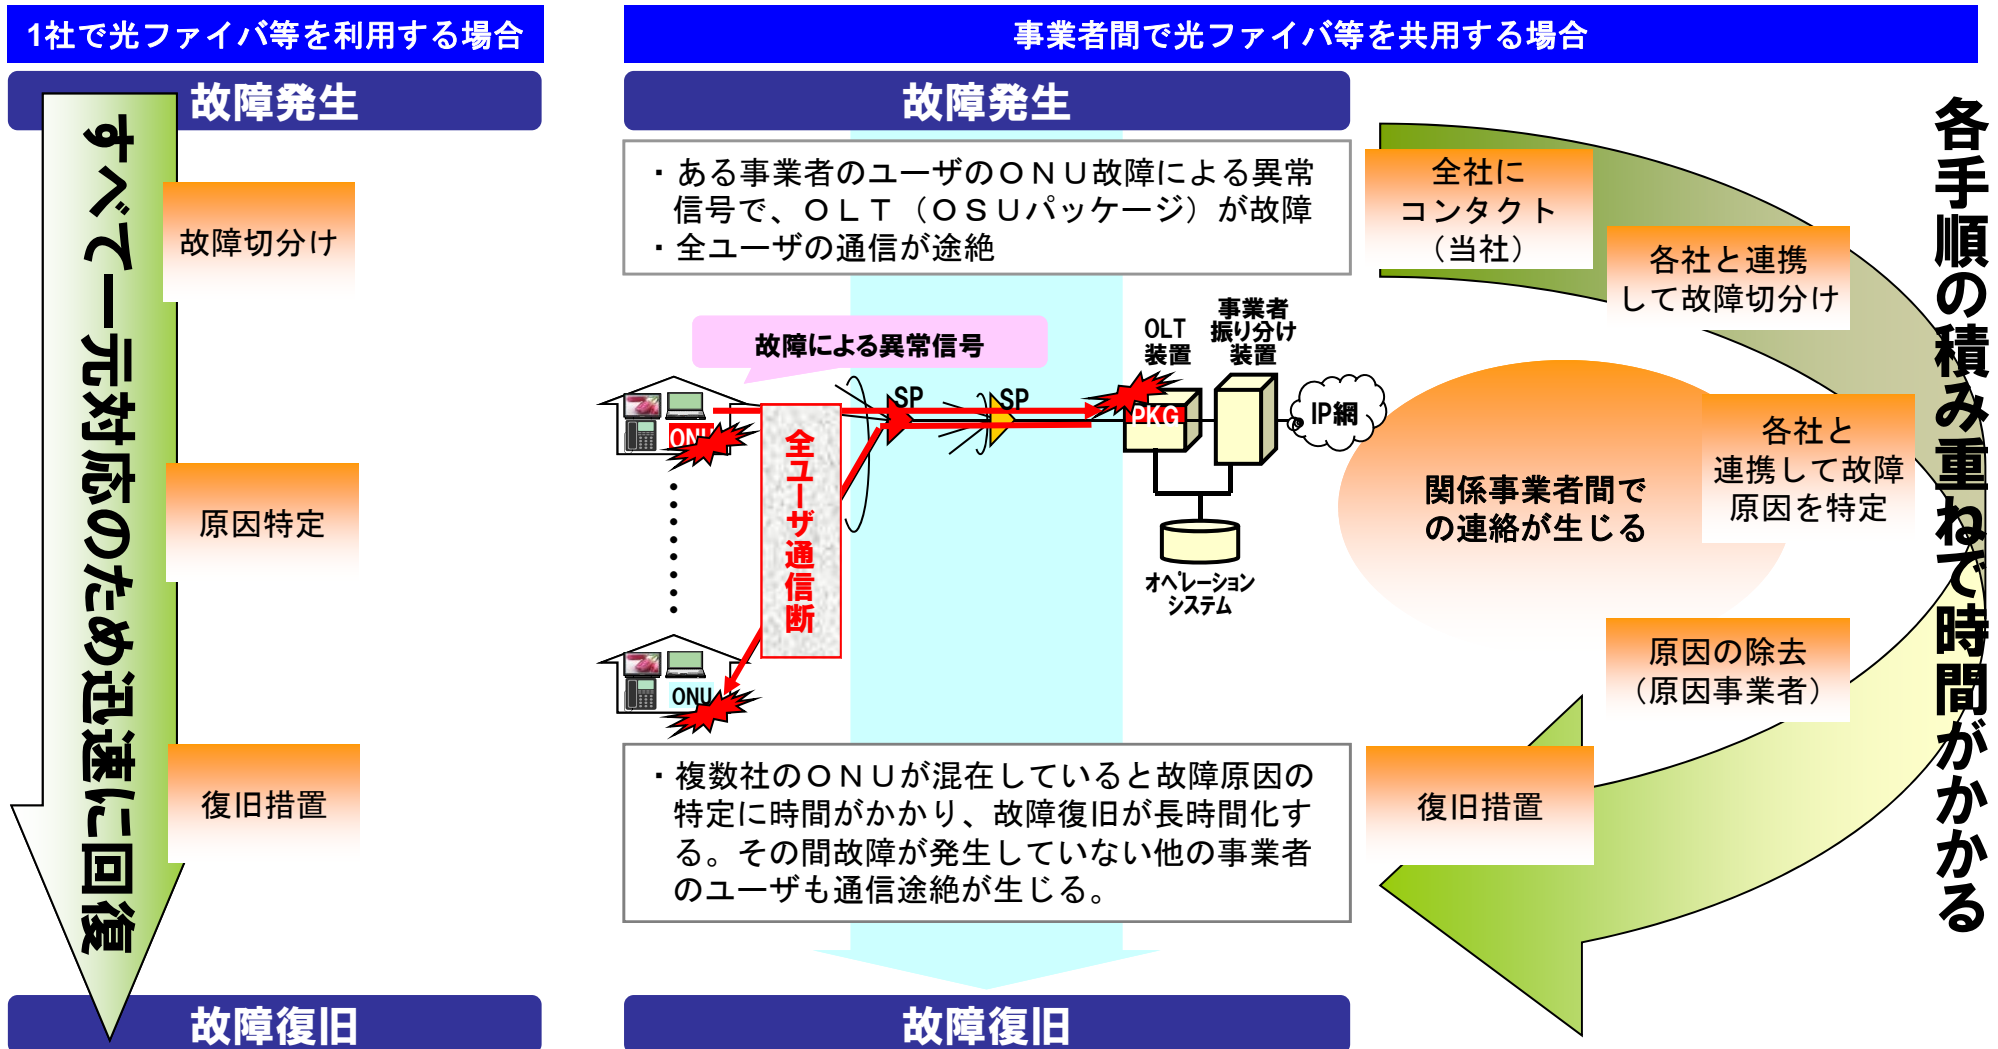 1社で光ファイバ等を利用する場合
故障発生
すべて一元対応のため迅速に回復
故障切分け
原因特定
復旧措置
故障復旧
事業者間で光ファイバ等を共用する場合
故障発生
・ある事業者のユーザのＯＮＵ故障による異常
信号で、ＯＬＴ（ＯＳＵパッケージ）が故障
・全ユーザの通信が途絶
故障による異常信号
ONU
全ユーザ通信断
SP
SP
OLT
装置
PKG
事業者
振り分け
装置
IP網
オペレーション
システム
ONU
・複数社のＯＮＵが混在していると故障原因の
特定に時間がかかり、故障復旧が長時間化す
る。その間故障が発生していない他の事業者
のユーザも通信途絶が生じる。
故障復旧
全社に
コンタクト
（当社）
各社と連携
して故障切分け
各社と
連携して故障
原因を特定
関係事業者間で
の連絡が生じる
原因の除去
（原因事業者）
復旧措置
各手順の積み重ねで時間がかかる